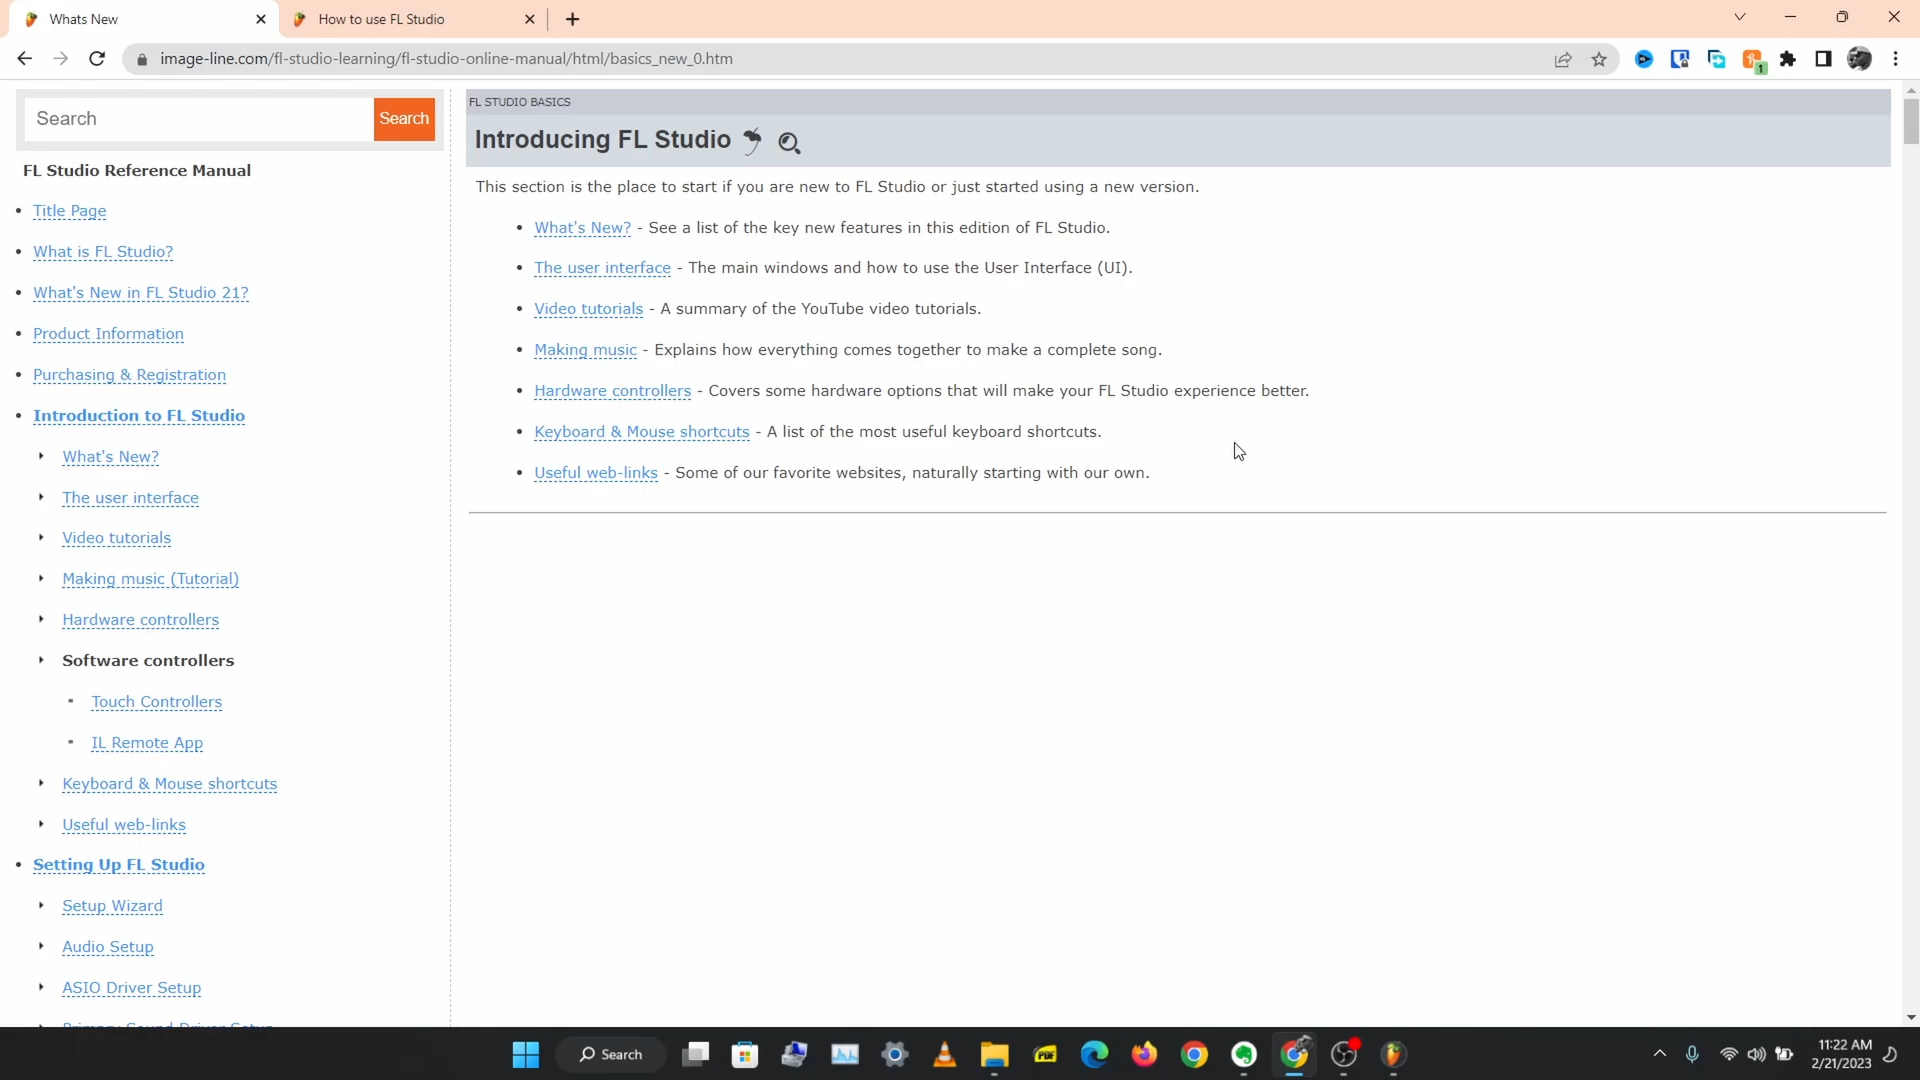 Whats New
How to use FL Studio
image-line.com/fl-studio-learning/fl-studio-online-manual/html/basics_new_0.htm
1
Search
Search
FL Studio Reference Manual
Title Page
What is FL Studio?
What's New in FL Studio 21?
Product Information
Purchasing & Registration
Introduction to FL Studio
What's New?
The user interface
Video tutorials
Making music (Tutorial)
Hardware controllers
Software controllers
Touch Controllers
IL Remote App
Keyboard & Mouse shortcuts
Useful web-links
Setting Up FL Studio
Setup Wizard
Audio Setup
ASIO Driver Setup
Primary Sound Driver Setup
FL STUDIO BASICS
Introducing FL Studio
This section is the place to start if you are new to FL Studio or just started using a new version.
What's New? - See a list of the key new features in this edition of FL Studio.
The user interface - The main windows and how to use the User Interface (UI).
Video tutorials - A summary of the YouTube video tutorials.
Making music - Explains how everything comes together to make a complete song.
Hardware controllers - Covers some hardware options that will make your FL Studio experience better.
Keyboard & Mouse shortcuts - A list of the most useful keyboard shortcuts.
Useful web-links - Some of our favorite websites, naturally starting with our own.
Search
PDF
11:22 AM
2/21/2023